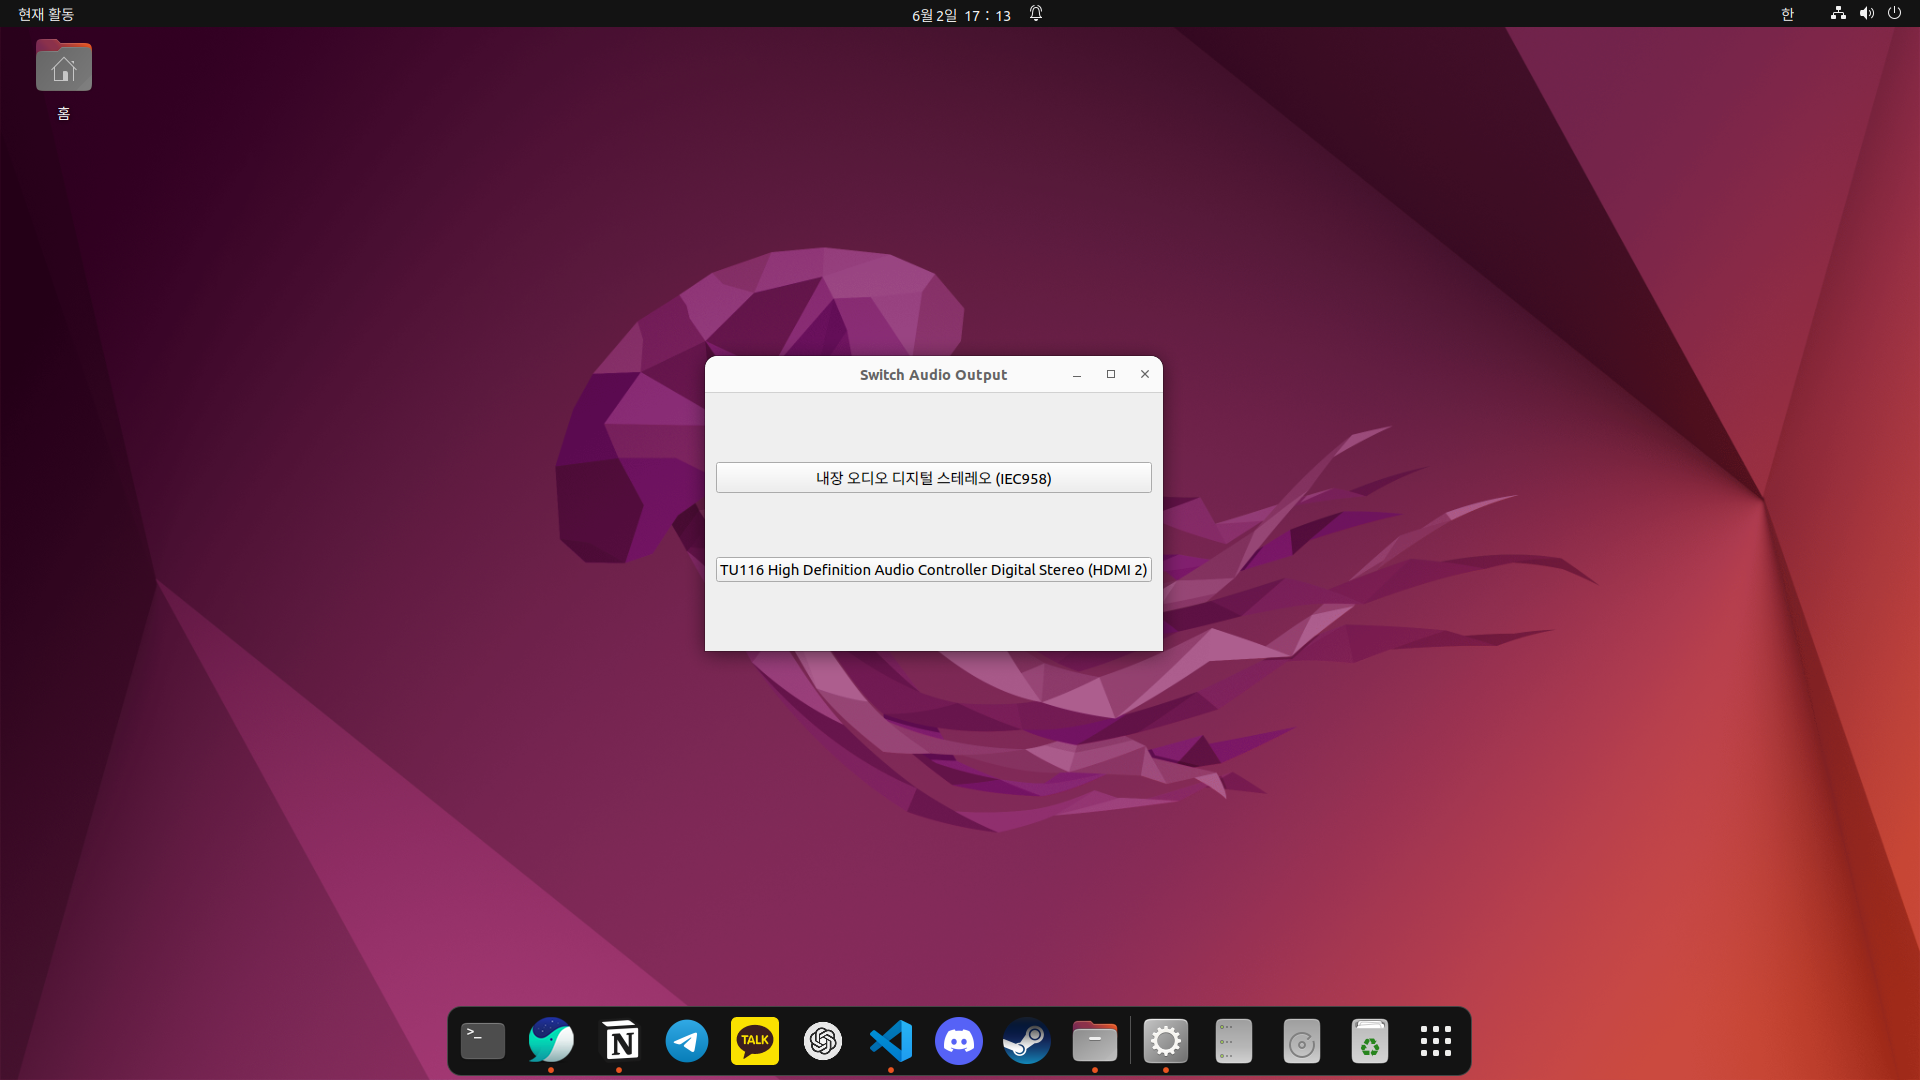 현재 활동
6월 2일 17 : 13
한
홈
Switch Audio Output
내장 오디오 디지털 스테레오 (IEC958)
TU116 High Definition Audio Controller Digital Stereo (HDMI 2)
>_
N
TALK